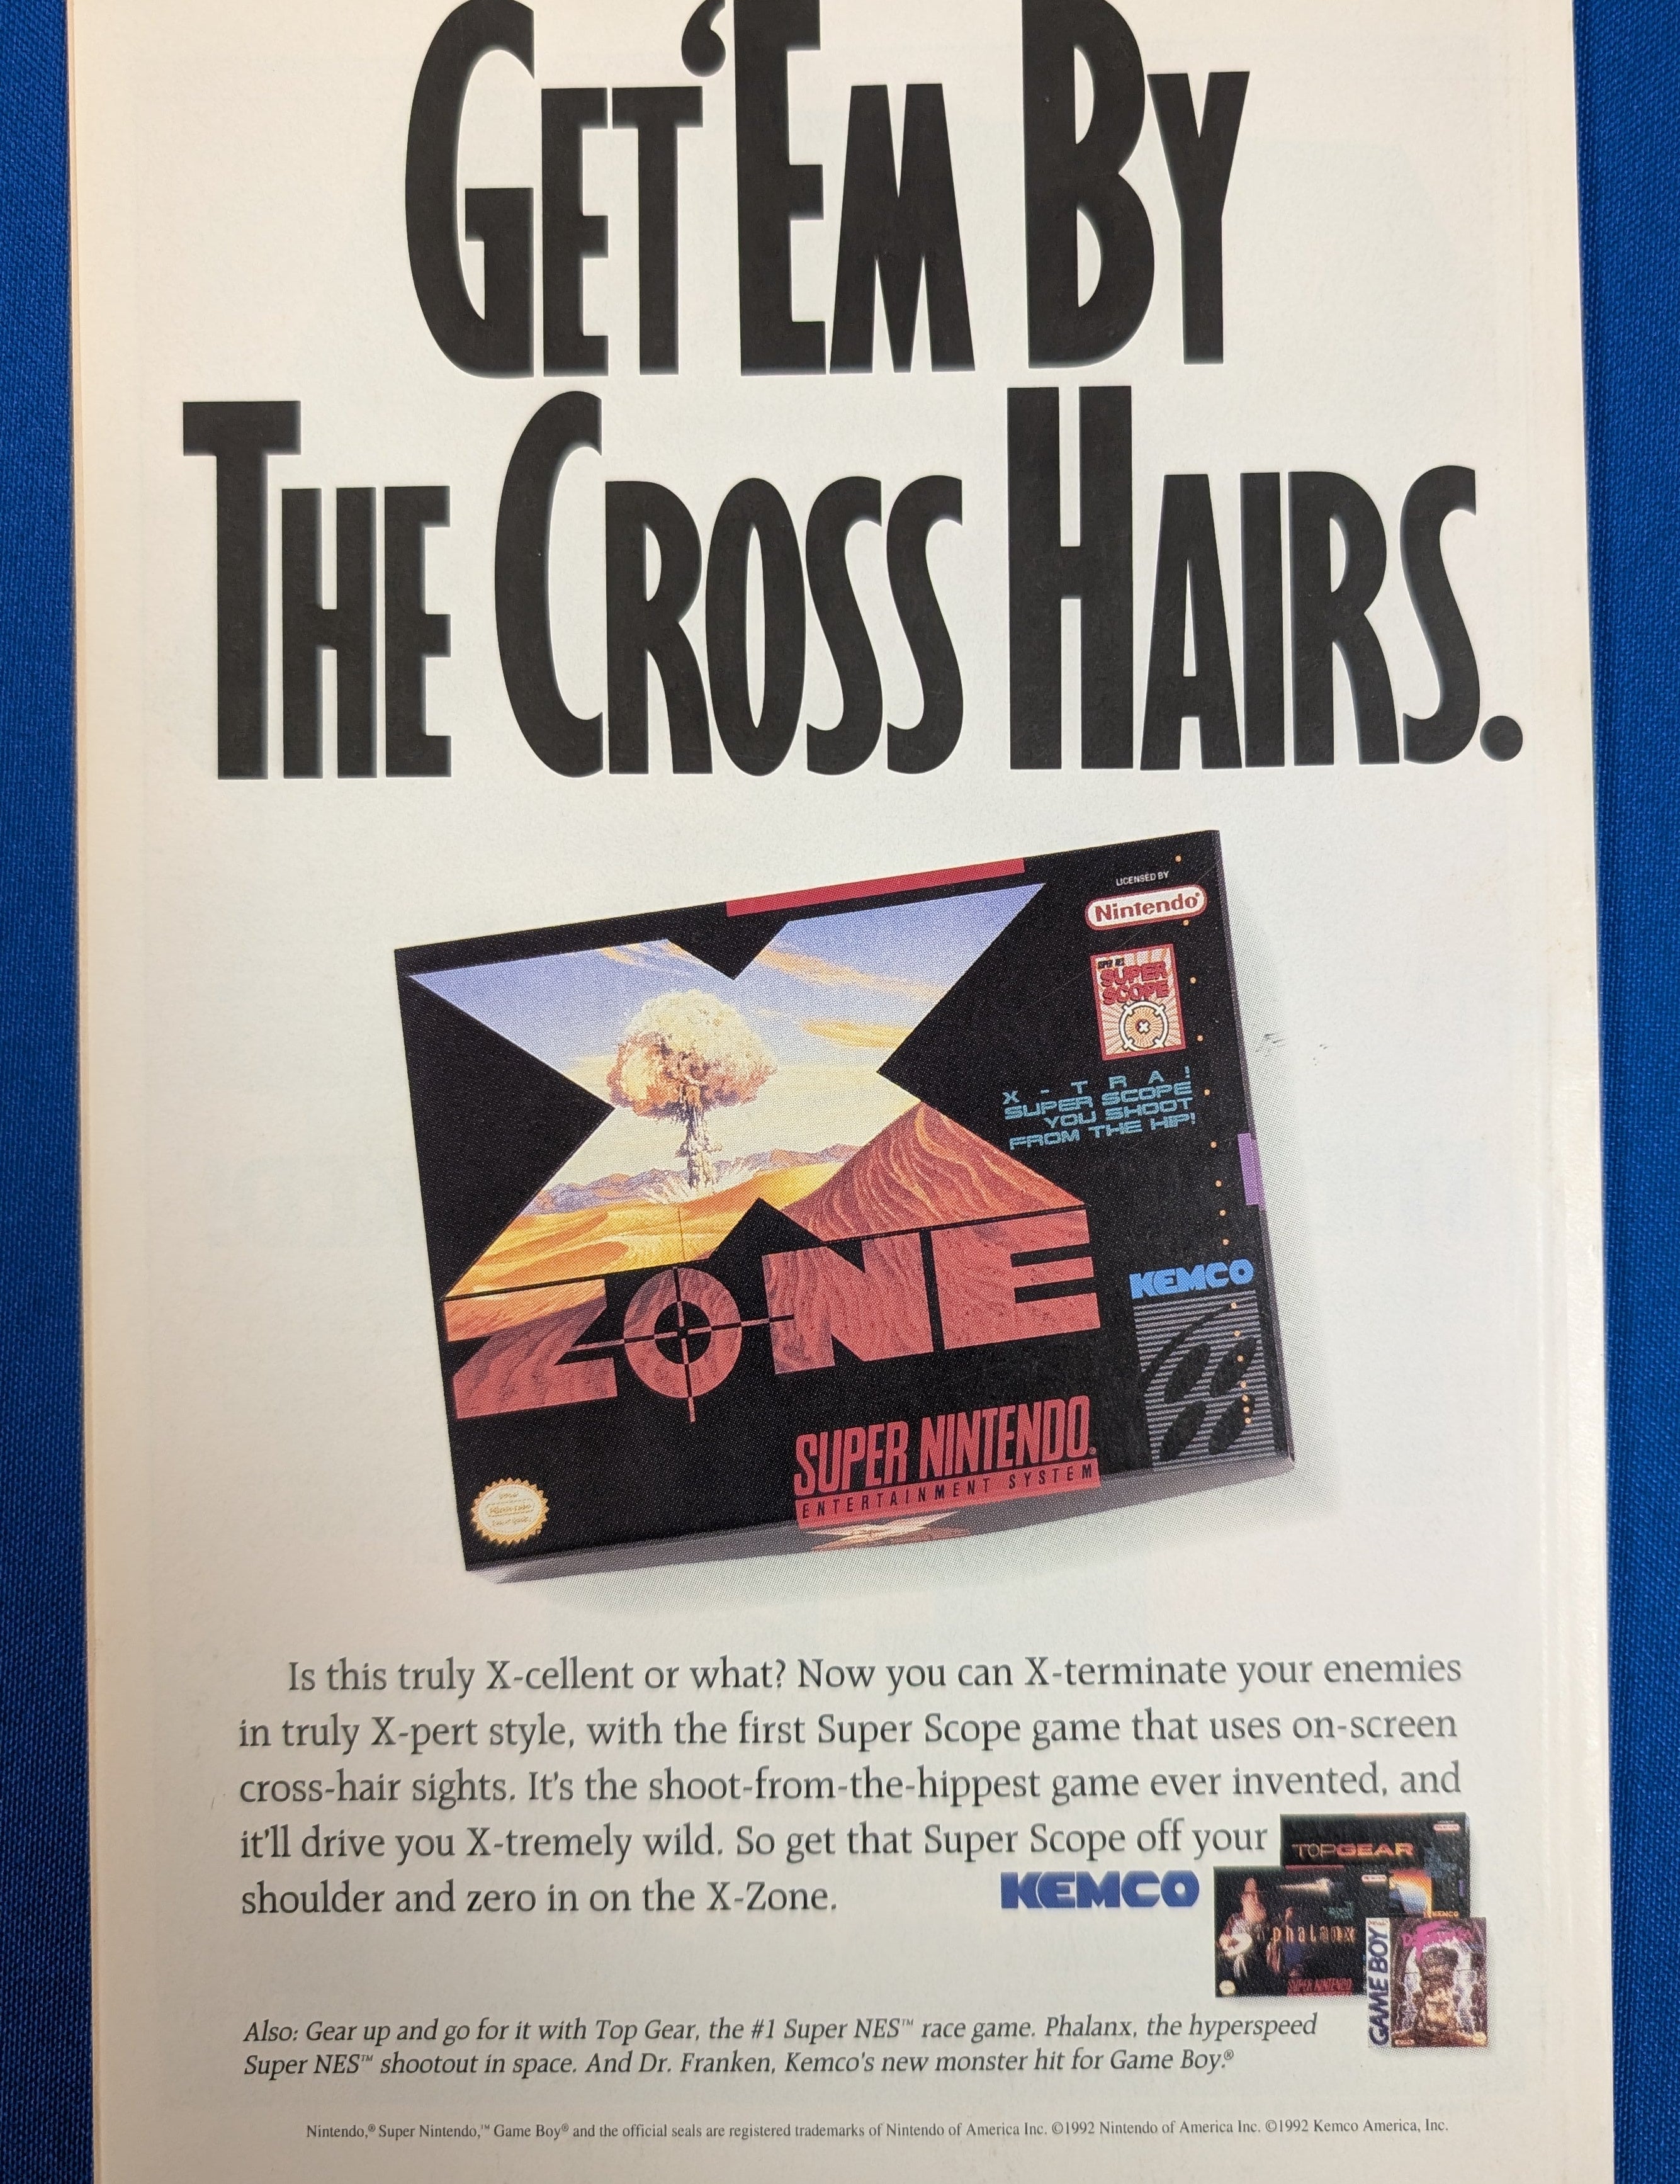 GET ‘EM BY
THE CROSS HAIRS.
LICENSED BY
Nintendo®
SUPER
SCOPE
X-TRA!
SUPER SCOPE
YOU SHOOT
FROM THE HIP!
X
ZONE
KEMCO
SUPER NINTENDO®
ENTERTAINMENT SYSTEM
Is this truly X-cellent or what? Now you can X-terminate your enemies
in truly X-pert style, with the first Super Scope game that uses on-screen
cross-hair sights. It's the shoot-from-the-hippest game ever invented, and
it'll drive you X-tremely wild. So get that Super Scope off your
shoulder and zero in on the X-Zone.
KEMCO
TOPGEAR
KEMCO
phalanx
SUPER NINTENDO
GAME BOY
Also: Gear up and go for it with Top Gear, the #1 Super NES™ race game. Phalanx, the hyperspeed
Super NES™ shootout in space. And Dr. Franken, Kemco's new monster hit for Game Boy.®
Nintendo,® Super Nintendo,™ Game Boy® and the official seals are registered trademarks of Nintendo of America Inc. ©1992 Nintendo of America Inc. ©1992 Kemco America, Inc.